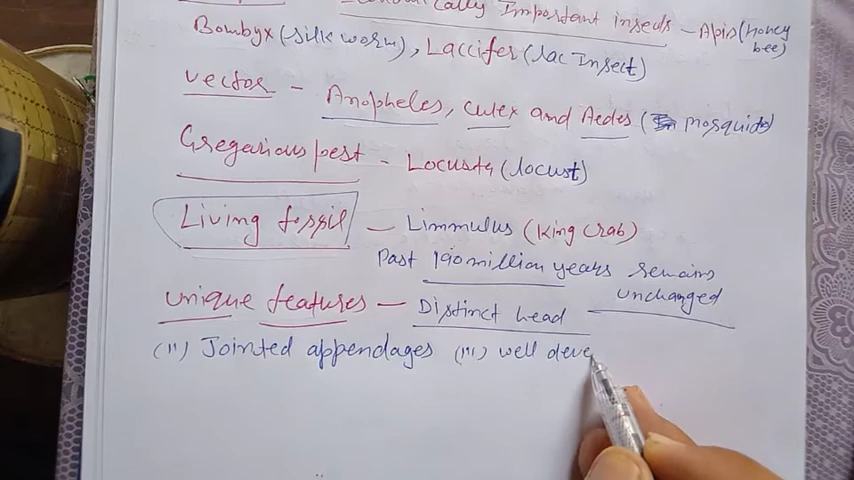 Economically Important insects - Apis (honey bee)
Bombyx (silk worm), Laccifer (lac Insect)
vector - Anopheles, culex and Aedes ( mosquito)
Gregarious pest - Locusta (locust)
Living fossil - Limmulus (king crab)
Past 190 million years remains unchanged
unique features - Distinct head
(ii) Jointed appendages (iii) well deve